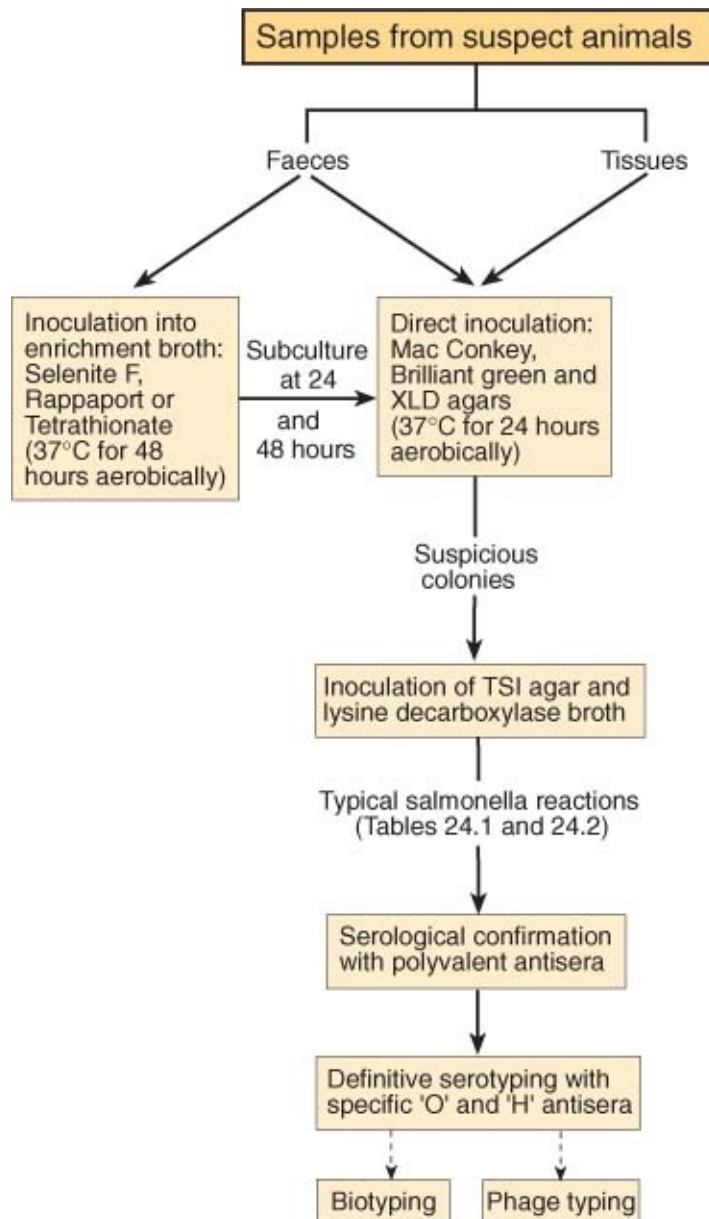 Samples from suspect animals
Faeces
Tissues
Inoculation into
enrichment broth:
Selenite F,
Rappaport or
Tetrathionate
(37°C for 48
hours aerobically)
Subculture
at 24
and
48 hours
Direct inoculation:
Mac Conkey,
Brilliant green and
XLD agars
(37°C for 24 hours
aerobically)
Suspicious
colonies
Inoculation of TSI agar and
lysine decarboxylase broth
Typical salmonella reactions
(Tables 24.1 and 24.2)
Serological confirmation
with polyvalent antisera
Definitive serotyping with
specific 'O' and 'H' antisera
Biotyping
Phage typing